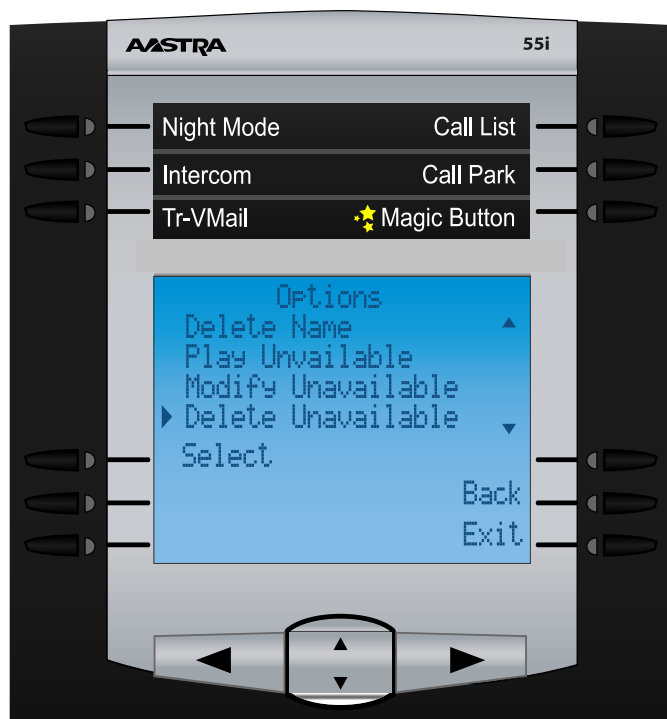 AASTRA 55i
Night Mode Call List
Intercom Call Park
Tr-VMail Magic Button
Options
Delete Name
Play Unvailable
Modify Unavailable
Delete Unavailable
Select
Back
Exit